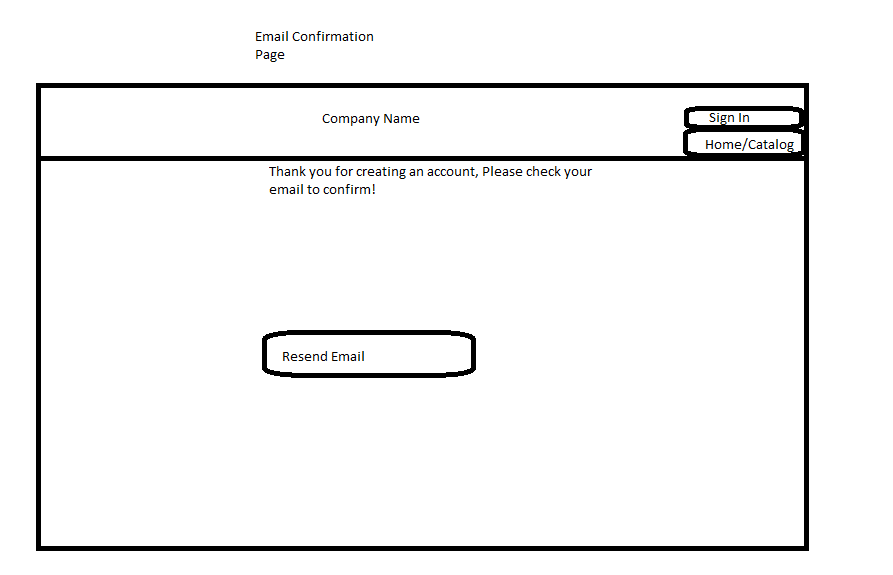 Email Confirmation
Page
Company Name
Sign In
Home/Catalog
Thank you for creating an account, Please check your
email to confirm!
Resend Email